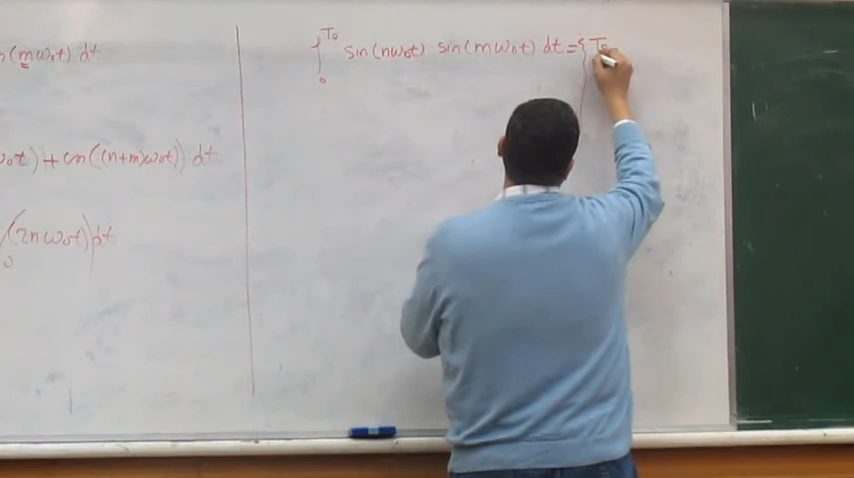 (mω₀t) dt
ω₀t) + cos((n+m)ω₀t)) dt
(2nω₀t) dt
∫₀^T₀ sin(nω₀t) sin(mω₀t) dt = { T₀